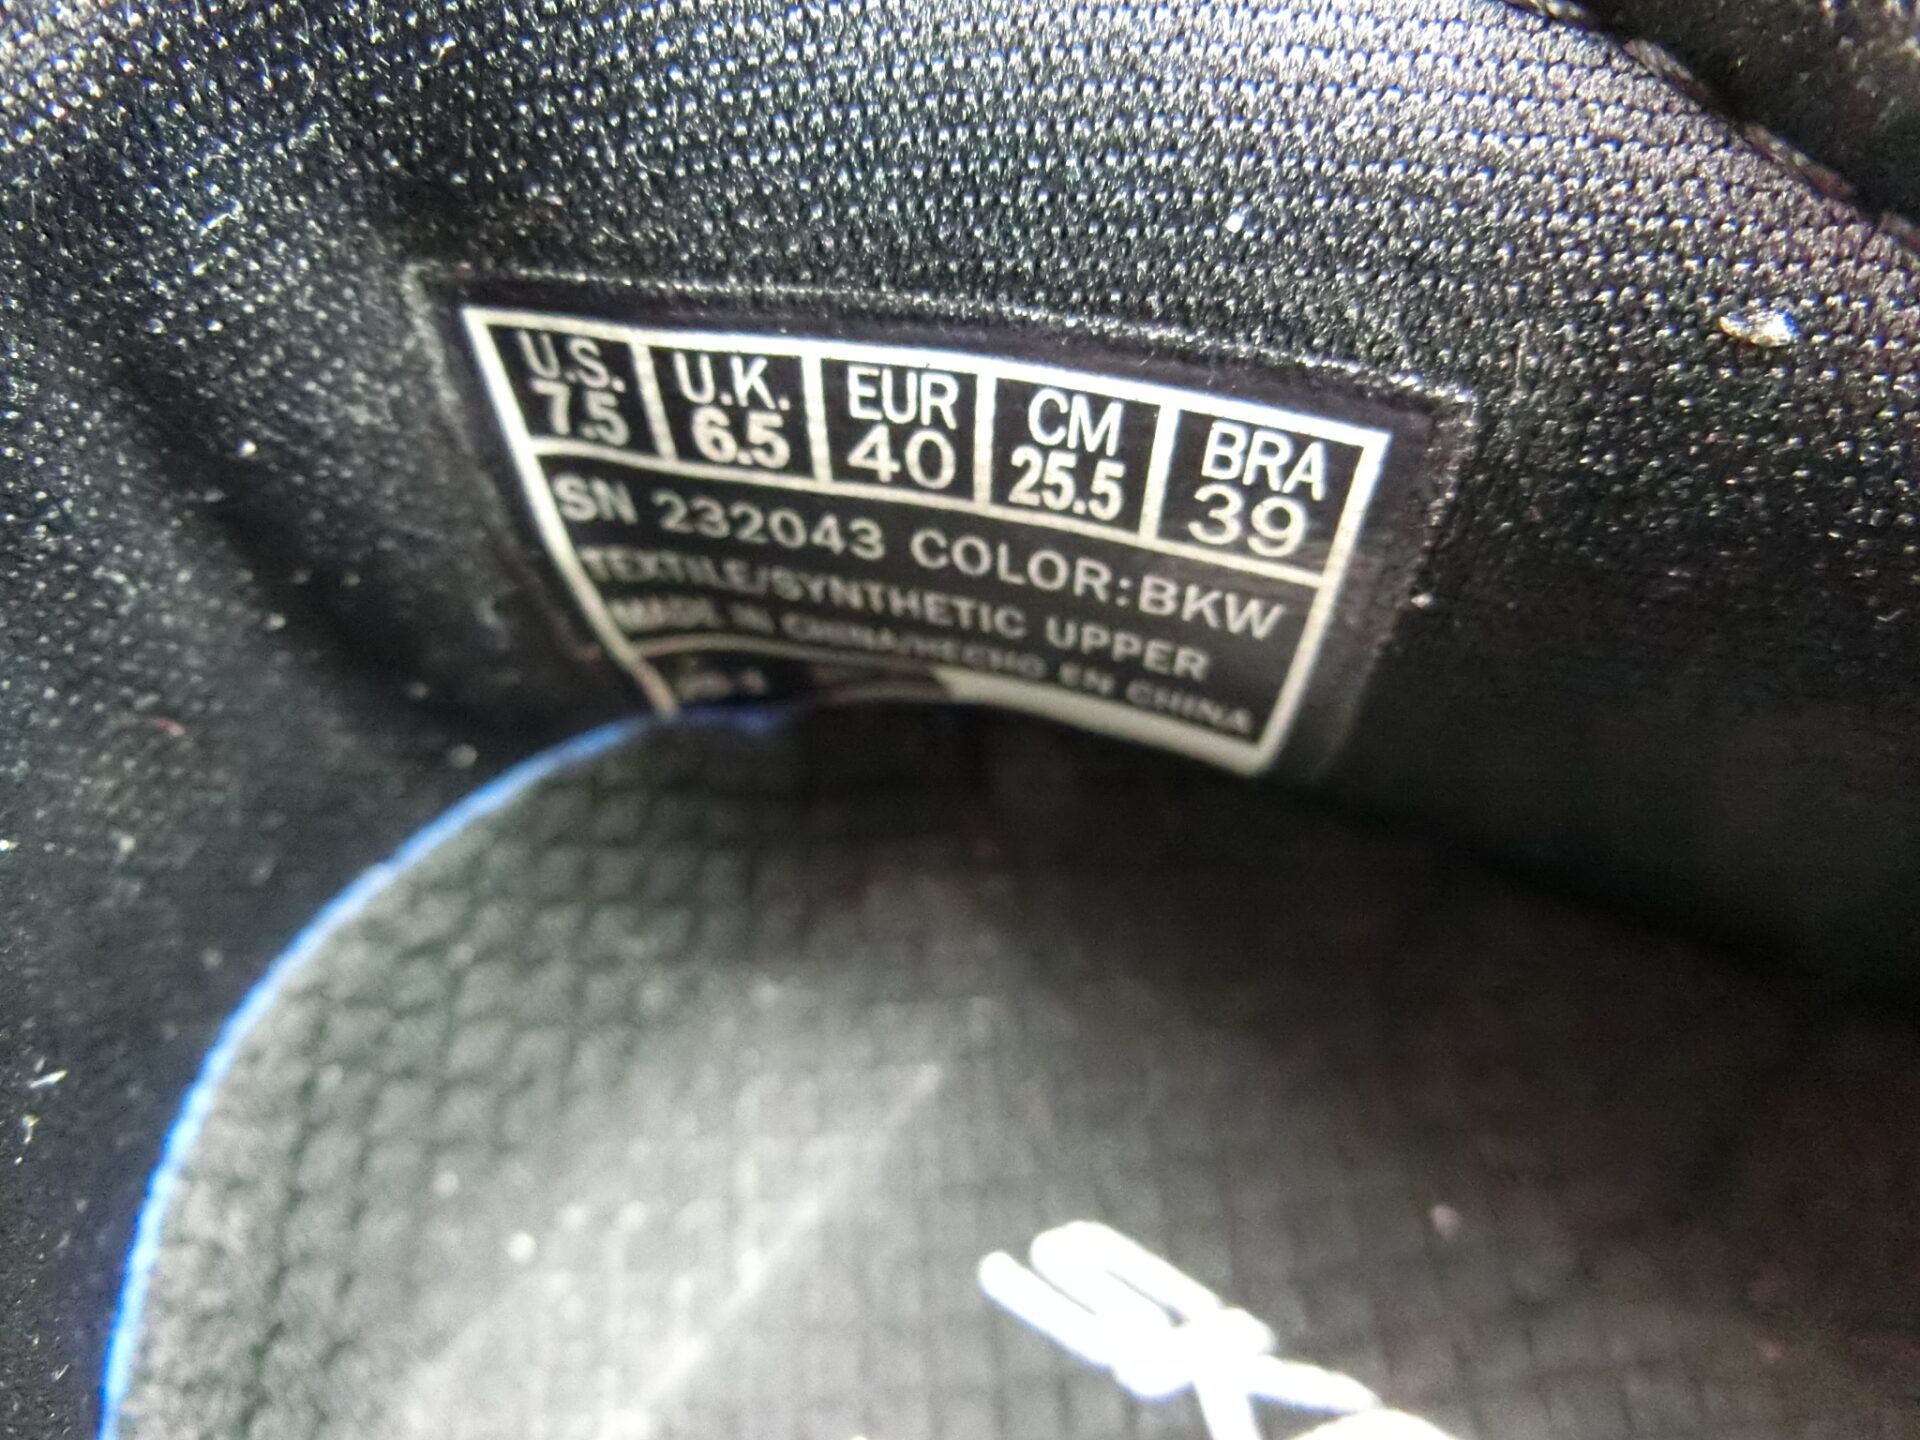 U.S. U.K. EUR CM BRA
7.5 6.5 40 25.5 39
SN 232043 COLOR:BKW
TEXTILE/SYNTHETIC UPPER
MADE IN CHINA/HECHO EN CHINA